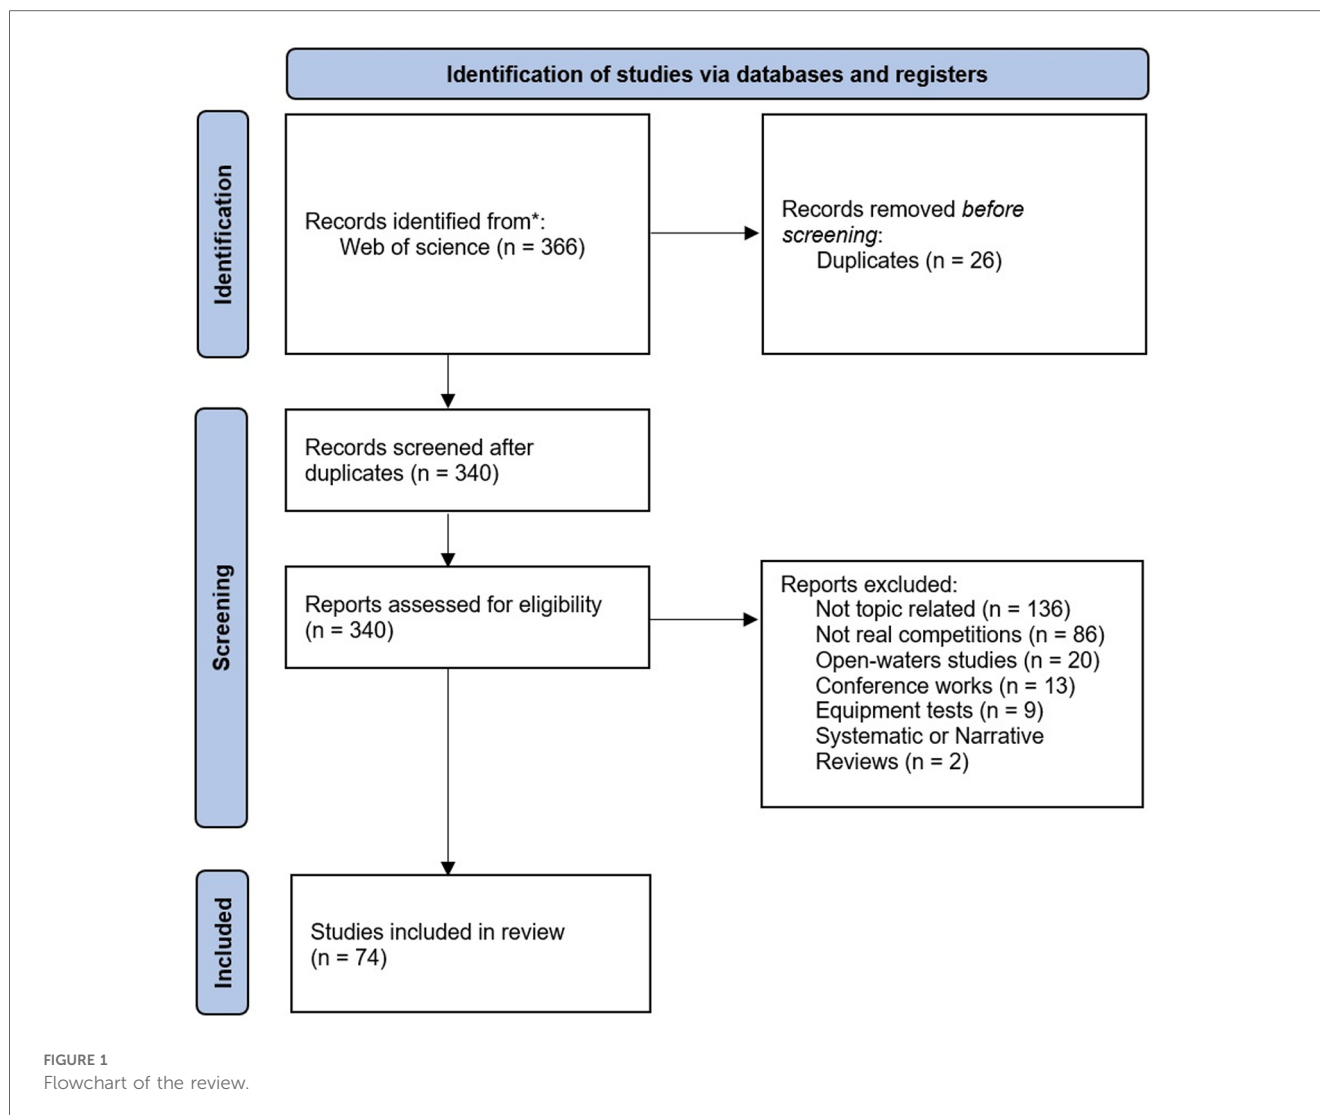 Identification of studies via databases and registers
Identification
Records identified from*:
Web of science (n = 366)
Records removed before
screening:
Duplicates (n = 26)
Screening
Records screened after
duplicates (n = 340)
Reports assessed for eligibility
(n = 340)
Reports excluded:
Not topic related (n = 136)
Not real competitions (n = 86)
Open-waters studies (n = 20)
Conference works (n = 13)
Equipment tests (n = 9)
Systematic or Narrative
Reviews (n = 2)
Included
Studies included in review
(n = 74)
FIGURE 1
Flowchart of the review.